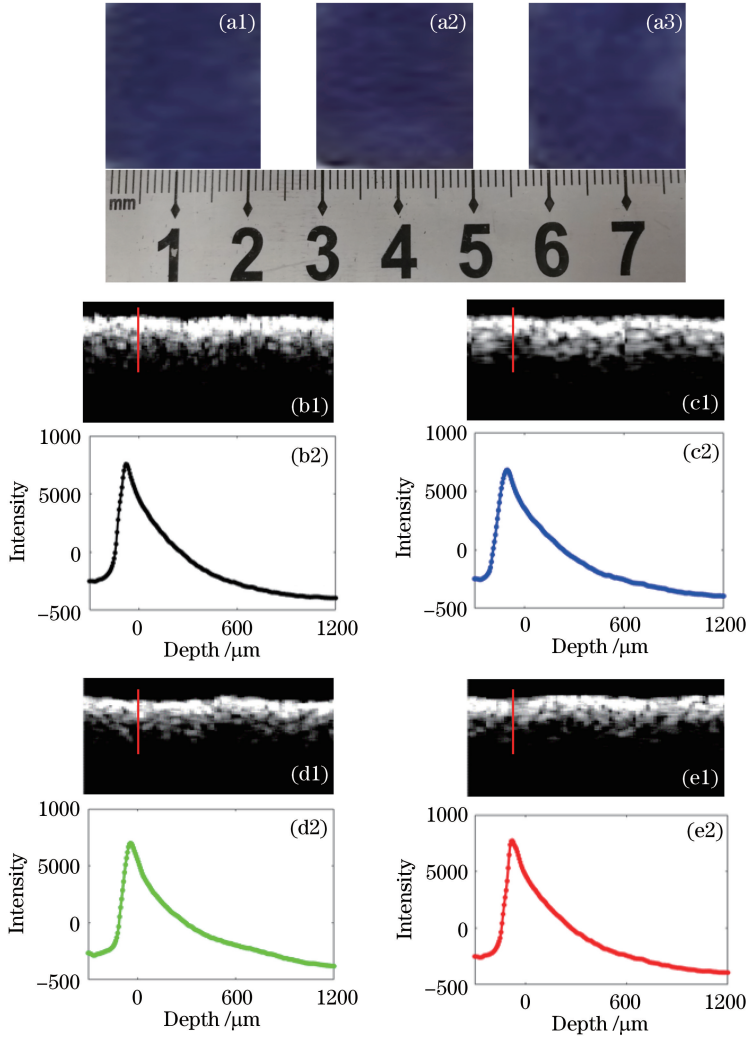 (a1) (a2) (a3)
mm
1 2 3 4 5 6 7
(b1) (c1)
1000
5000
0
−500
Intensity
(b2)
0 600 1200
Depth /μm
1000
5000
0
−500
Intensity
(c2)
0 600 1200
Depth /μm
(d1) (e1)
1000
5000
0
−500
Intensity
(d2)
0 600 1200
Depth /μm
1000
5000
0
−500
Intensity
(e2)
0 600 1200
Depth /μm